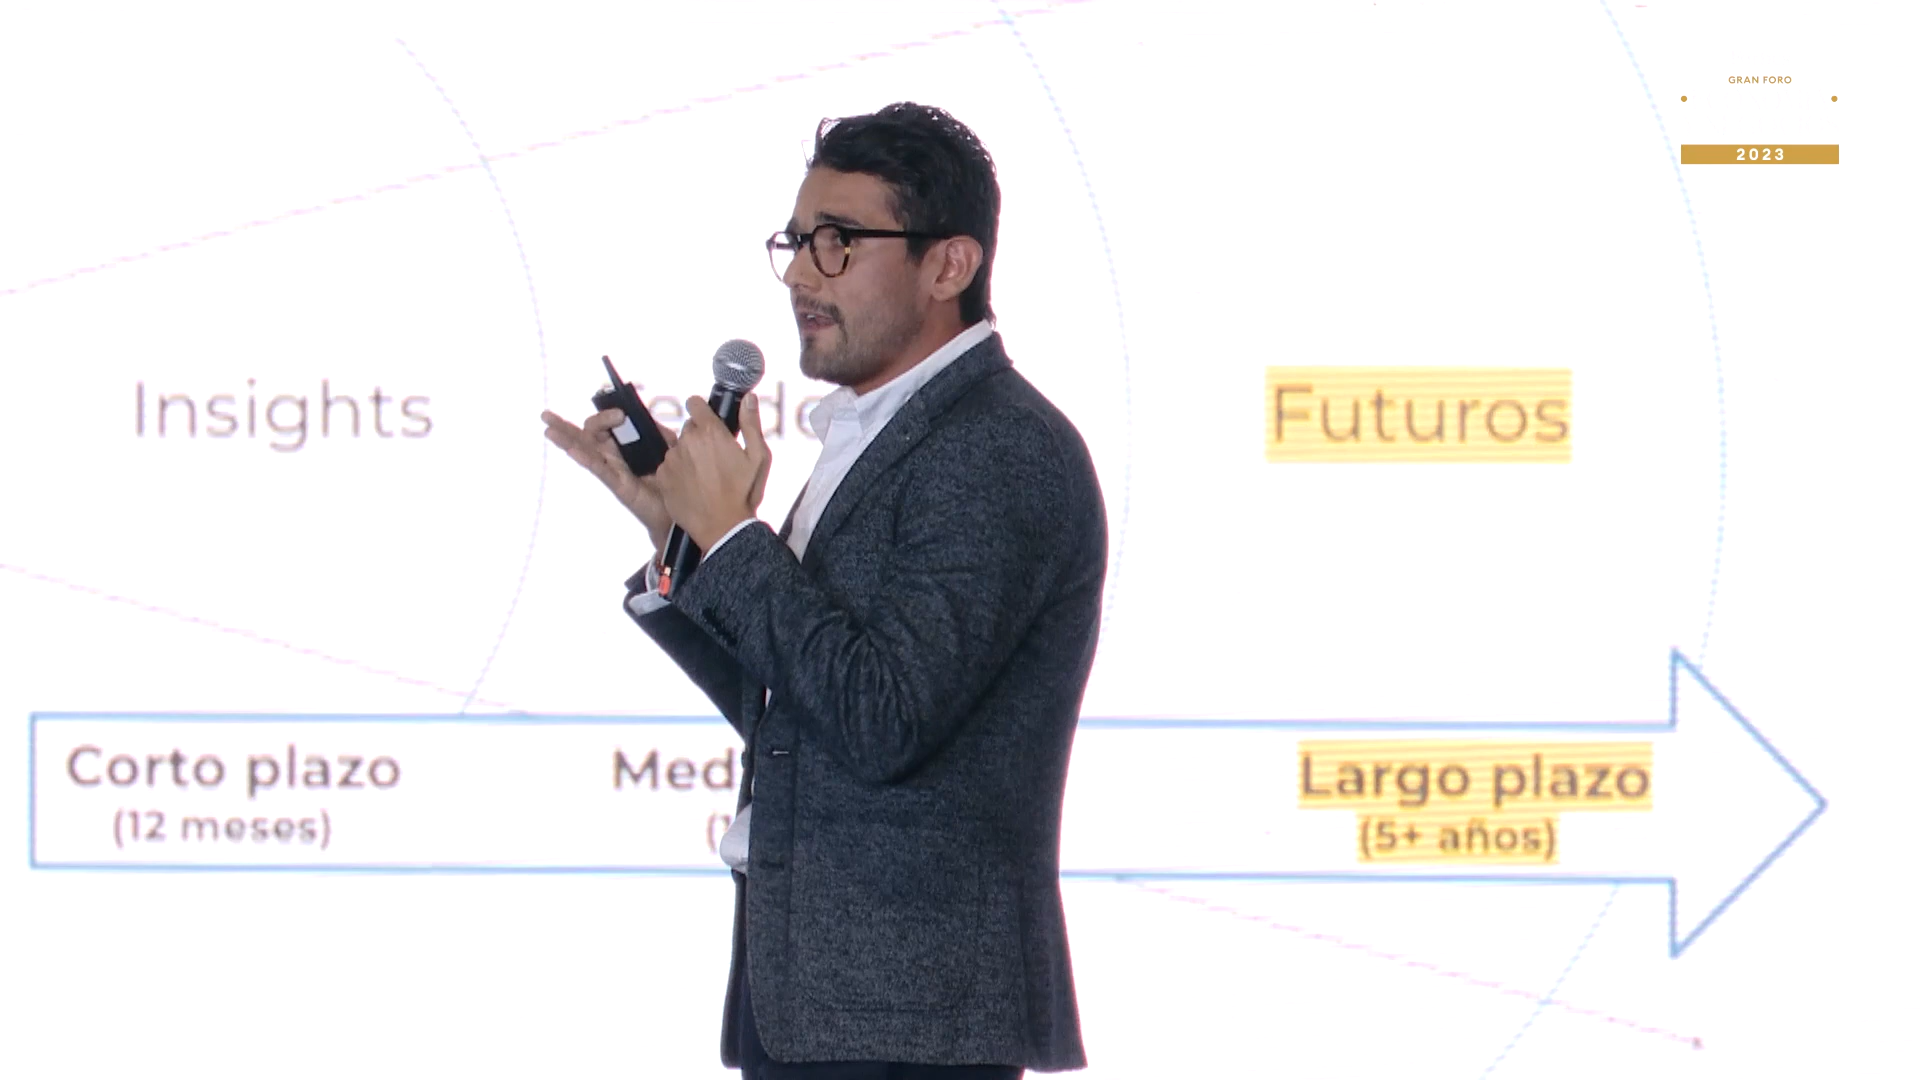 GRAN FORO
2023
Insights
Futuros
Corto plazo
Largo plazo
(12 meses)
(5+ años)